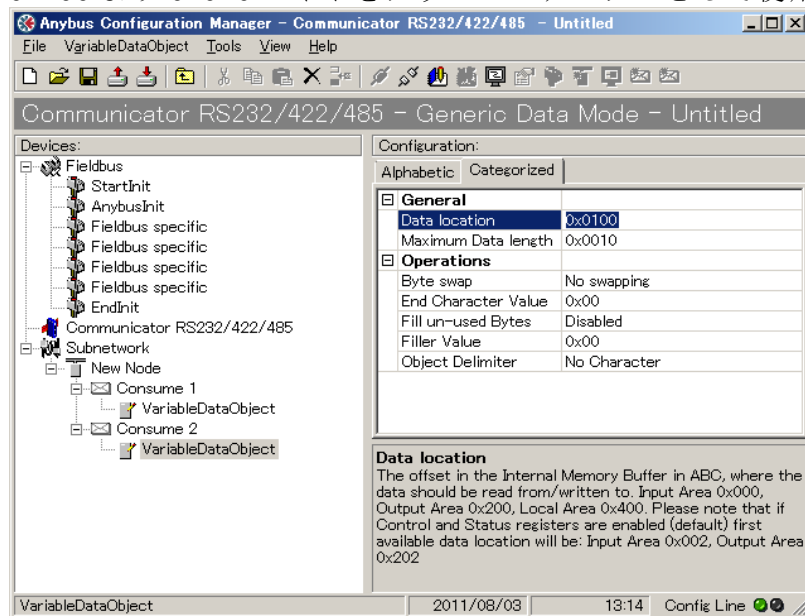 Anybus Configuration Manager - Communicator RS232/422/485 - Untitled
File VariableDataObject Tools View Help
Communicator RS232/422/485 - Generic Data Mode - Untitled
Devices:
Fieldbus
StartInit
AnybusInit
Fieldbus specific
Fieldbus specific
Fieldbus specific
Fieldbus specific
EndInit
Communicator RS232/422/485
Subnetwork
New Node
Consume 1
VariableDataObject
Consume 2
VariableDataObject
Configuration:
Alphabetic Categorized
General
Data location 0x0100
Maximum Data length 0x0010
Operations
Byte swap No swapping
End Character Value 0x00
Fill un-used Bytes Disabled
Filler Value 0x00
Object Delimiter No Character
Data location
The offset in the Internal Memory Buffer in ABC, where the
data should be read from/written to. Input Area 0x000,
Output Area 0x200, Local Area 0x400. Please note that if
Control and Status registers are enabled (default) first
available data location will be: Input Area 0x002, Output Area
0x202
VariableDataObject 2011/08/03 13:14 Config Line